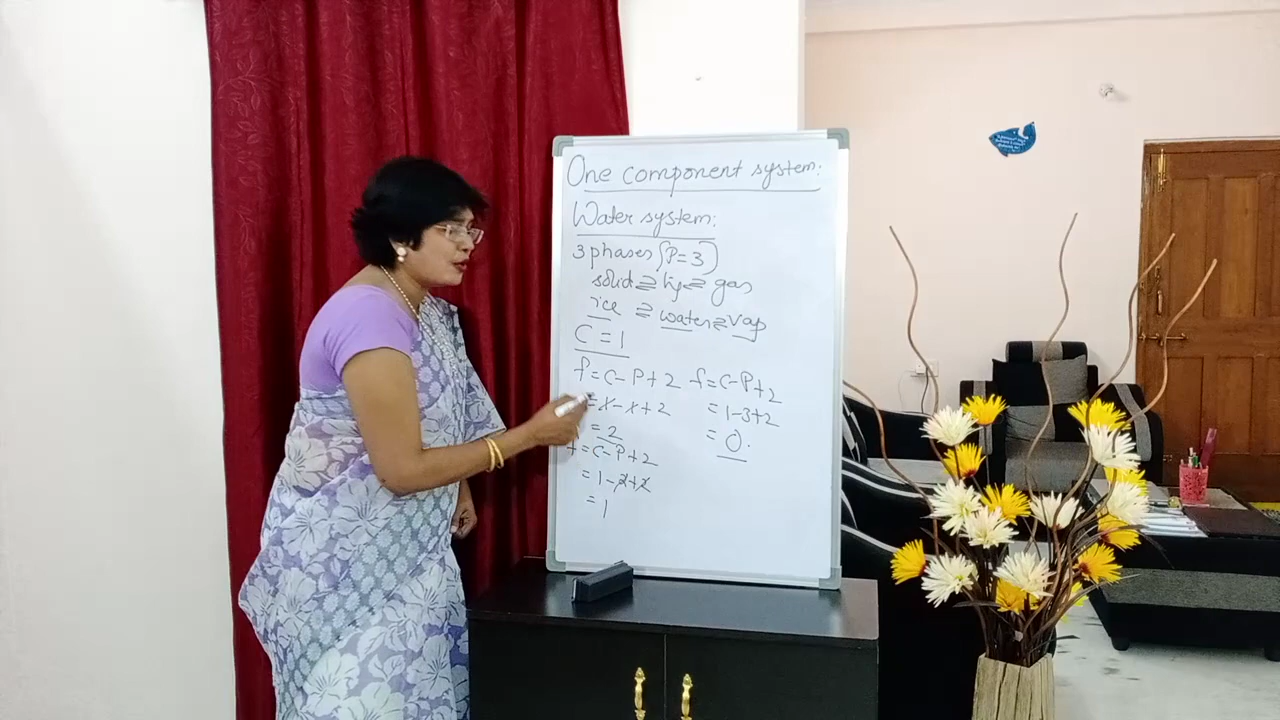 One component system:
Water system:
3 phases (P=3)
solid ⇌ liq ⇌ gas
ice ⇌ water ⇌ vap
C = 1
f = C - P + 2
= 1 - 1 + 2
= 2
f = C - P + 2
= 1 - 2 + 2
= 1
f = C - P + 2
= 1 - 3 + 2
= 0.